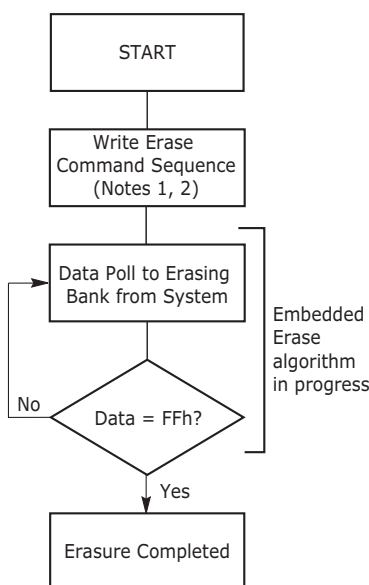 START
Write Erase
Command Sequence
(Notes 1, 2)
Data Poll to Erasing
Bank from System
Embedded
Erase
algorithm
in progress
No
Data = FFh?
Yes
Erasure Completed